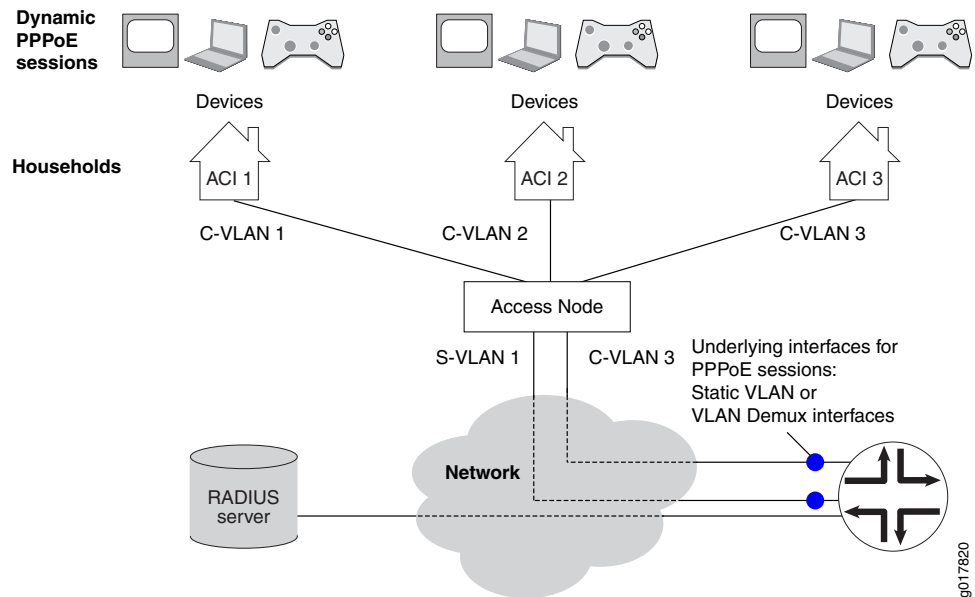 Dynamic
PPPoE
sessions
Devices
Devices
Devices
Households
ACI 1
ACI 2
ACI 3
C-VLAN 1
C-VLAN 2
C-VLAN 3
Access Node
S-VLAN 1
C-VLAN 3
Underlying interfaces for
PPPoE sessions:
Static VLAN or
VLAN Demux interfaces
Network
RADIUS
server
g017820